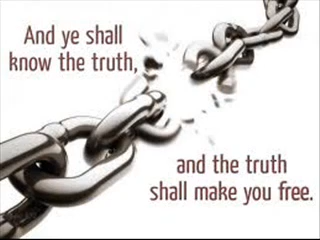 And ye shall
know the truth,
and the truth
shall make you free.